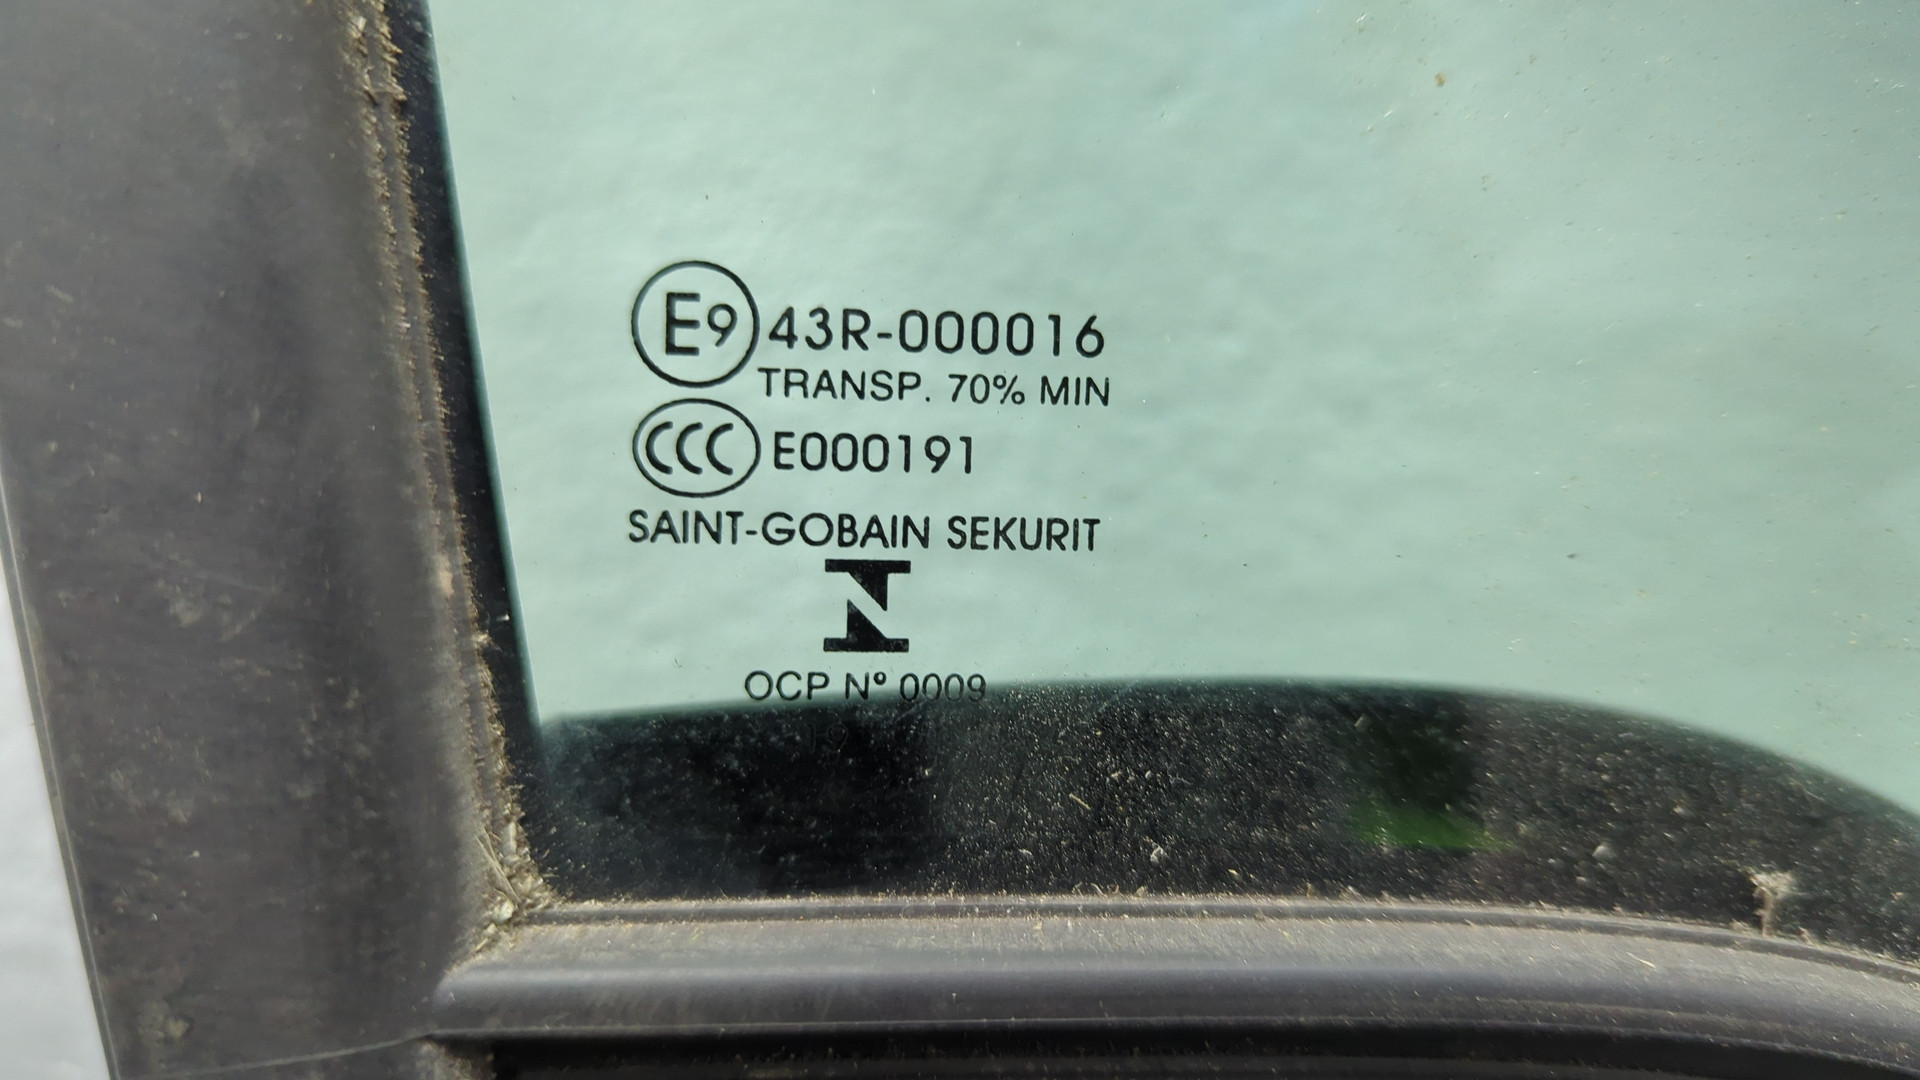 E9 43R-000016
TRANSP. 70% MIN
CCC E000191
SAINT-GOBAIN SEKURIT
OCP Nº 0009